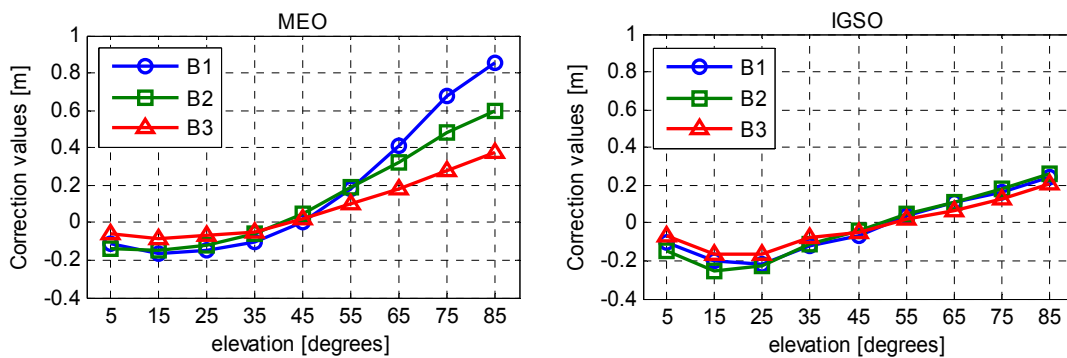 MEO
Correction values [m]
1
0.8
0.6
0.4
0.2
0
-0.2
-0.4
B1
B2
B3
5 15 25 35 45 55 65 75 85
elevation [degrees]
IGSO
Correction values [m]
1
0.8
0.6
0.4
0.2
0
-0.2
-0.4
B1
B2
B3
5 15 25 35 45 55 65 75 85
elevation [degrees]